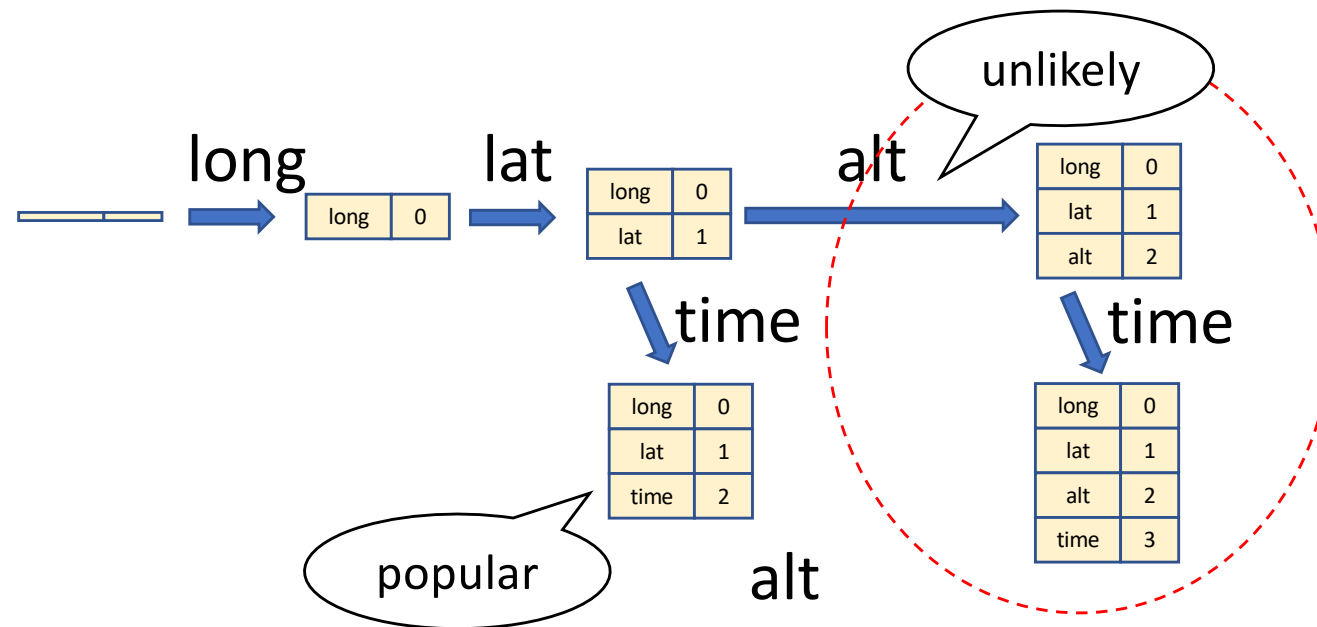 unlikely
long
lat
alt
long 0
long 0
lat 1
long 0
lat 1
alt 2
time
time
long 0
lat 1
time 2
long 0
lat 1
alt 2
time 3
popular
alt